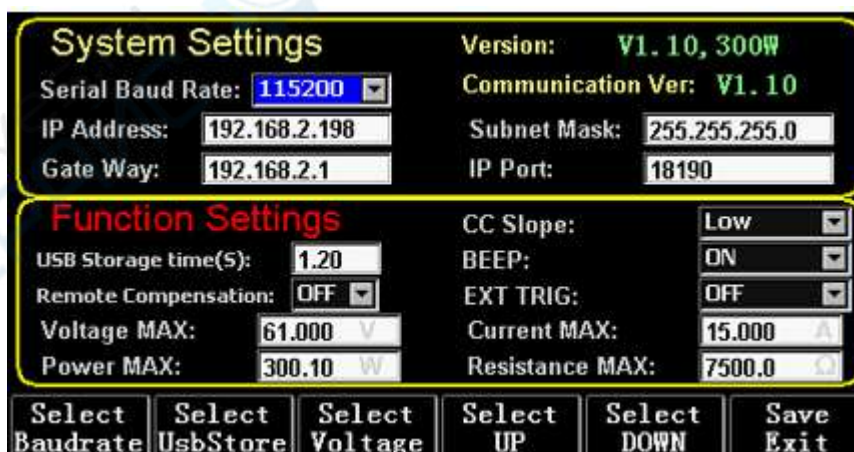 System Settings Version: V1.10,300W
Serial Baud Rate: 115200 Communication Ver: V1.10
IP Address: 192.168.2.198 Subnet Mask: 255.255.255.0
Gate Way: 192.168.2.1 IP Port: 18190
Function Settings CC Slope: Low
USB Storage time(S): 1.20 BEEP: ON
Remote Compensation: OFF EXT TRIG: OFF
Voltage MAX: 61.000 V Current MAX: 15.000 A
Power MAX: 300.10 W Resistance MAX: 7500.0 Ω
Select Select Select Select Select Save
Baudrate UsbStore Voltage UP DOWN Exit